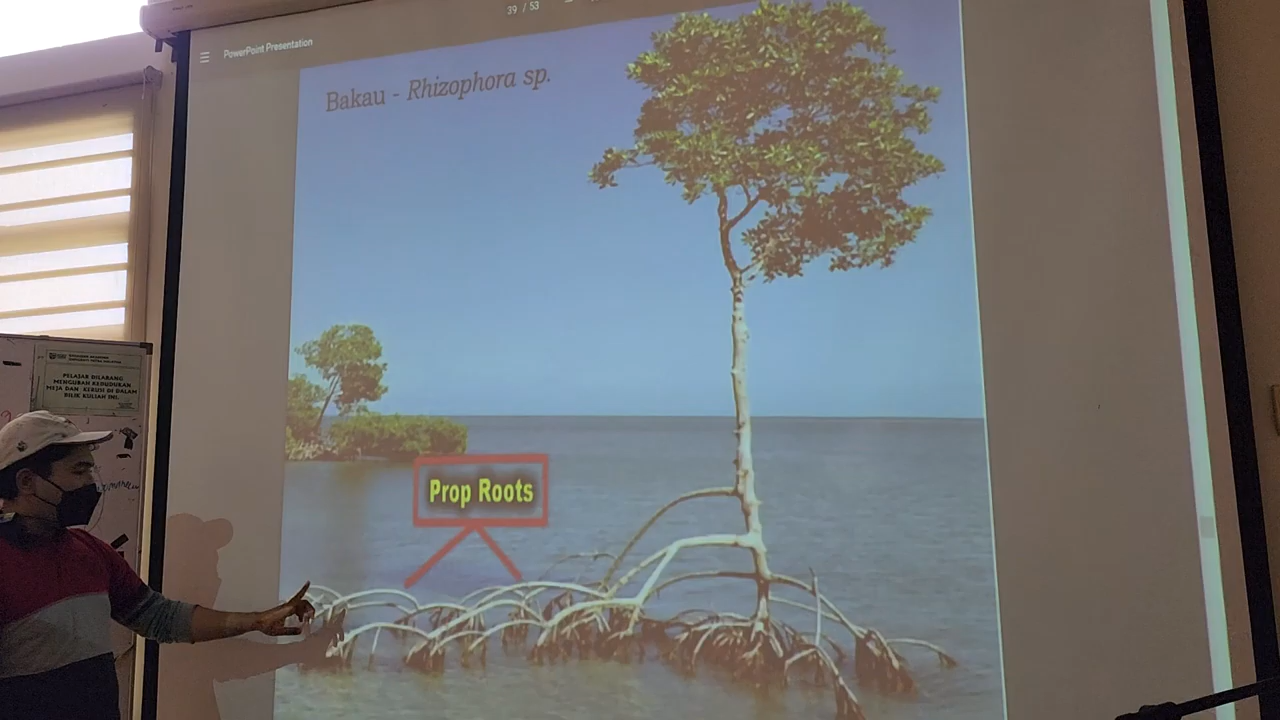 39 / 53
PowerPoint Presentation
Bakau - Rhizophora sp.
Prop Roots
PELAJAR DILARANG
MENGUBAH KEDUDUKAN
MEJA DAN KERUSI DI DALAM
BILIK KULIAH INI.